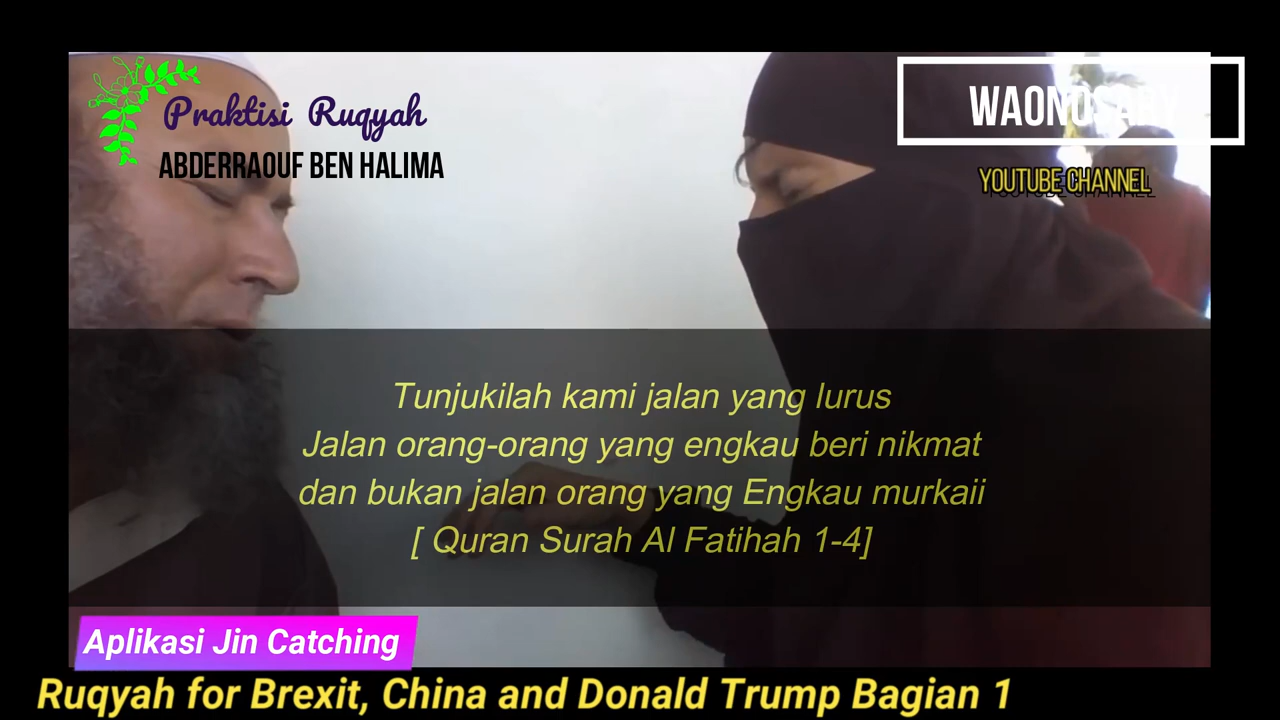 Praktisi Ruqyah
ABDERRAOUF BEN HALIMA
WAONOSARY
YOUTUBE CHANNEL
Tunjukilah kami jalan yang lurus
Jalan orang-orang yang engkau beri nikmat
dan bukan jalan orang yang Engkau murkaii
[ Quran Surah Al Fatihah 1-4]
Aplikasi Jin Catching
Ruqyah for Brexit, China and Donald Trump Bagian 1